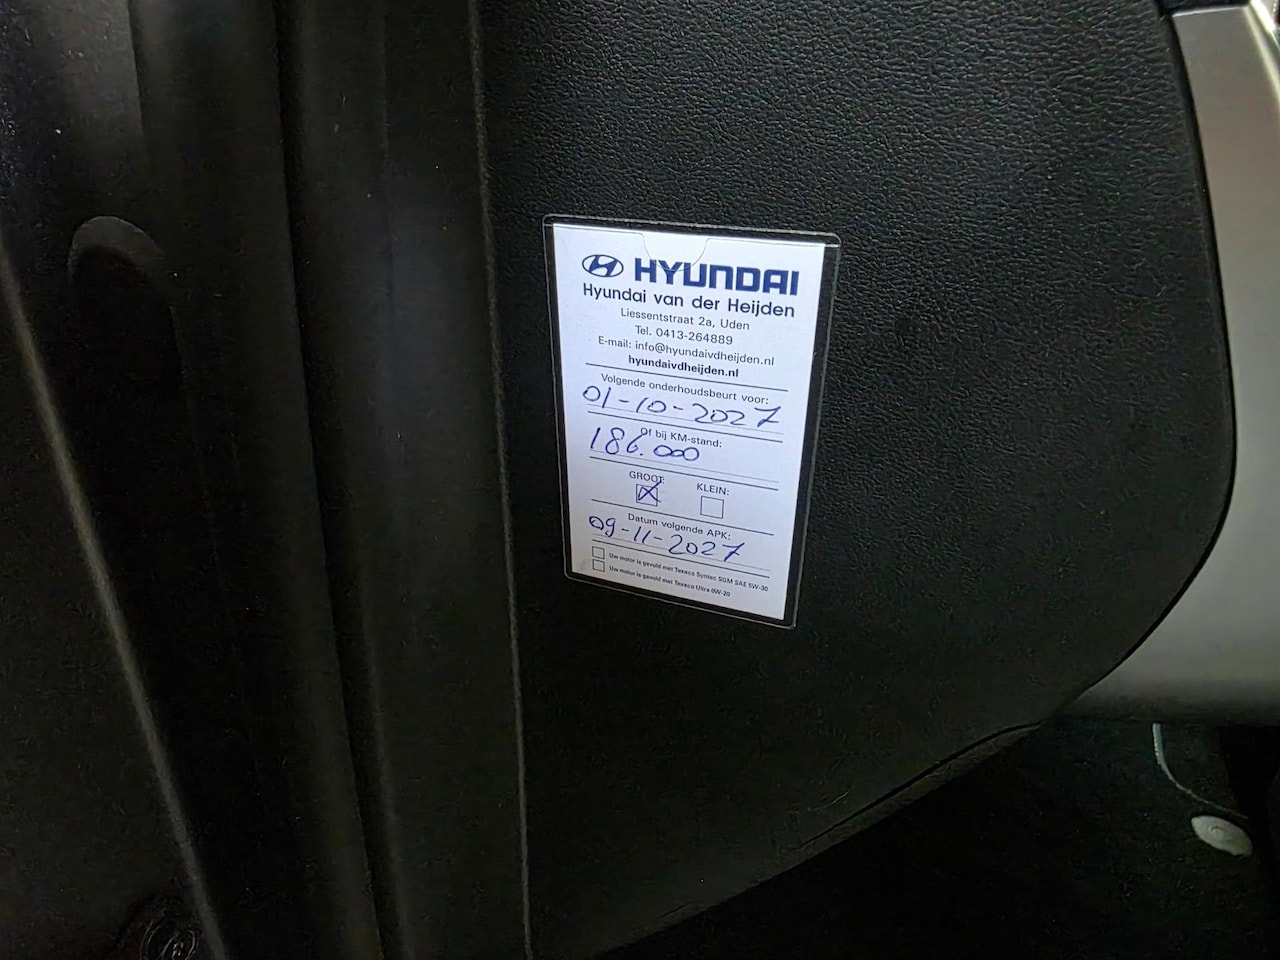 HYUNDAI
Hyundai van der Heijden
Liessentstraat 2a, Uden
Tel. 0413-264889
E-mail: info@hyundaivdheijden.nl
hyundaivdheijden.nl
Volgende onderhoudsbeurt voor:
01-10-2027
Of bij KM-stand:
186.000
GROOT: KLEIN:
Datum volgende APK:
09-11-2027
Uw motor is gevuld met Texaco Syntec SGM SAE 5W-30
Uw motor is gevuld met Texaco Ultra 0W-20